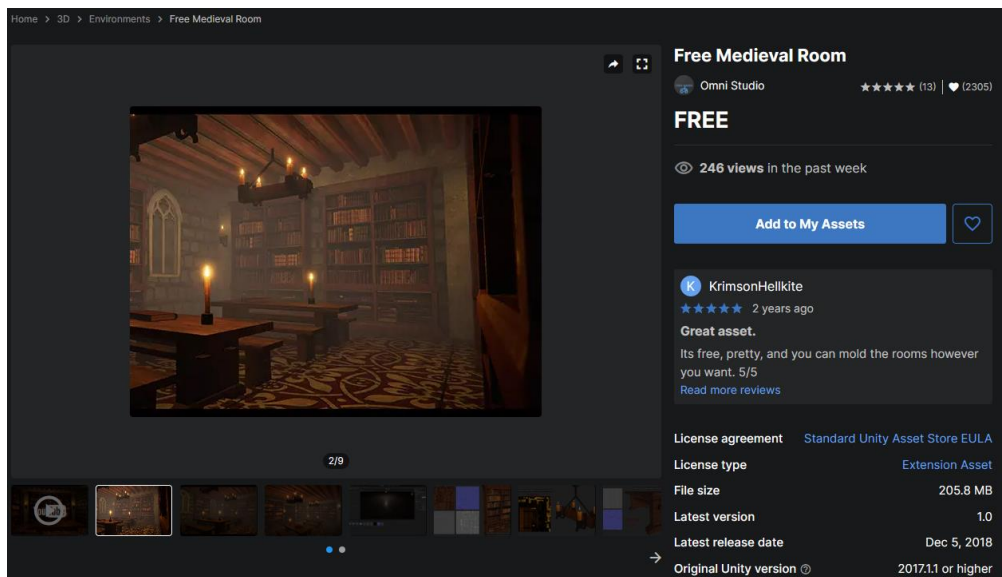 Home > 3D > Environments > Free Medieval Room
2/9
Free Medieval Room
Omni Studio
(13) | (2305)
FREE
246 views in the past week
Add to My Assets
K KrimsonHellkite
2 years ago
Great asset.
Its free, pretty, and you can mold the rooms however
you want. 5/5
Read more reviews
License agreement Standard Unity Asset Store EULA
License type Extension Asset
File size 205.8 MB
Latest version 1.0
Latest release date Dec 5, 2018
Original Unity version 2017.1.1 or higher